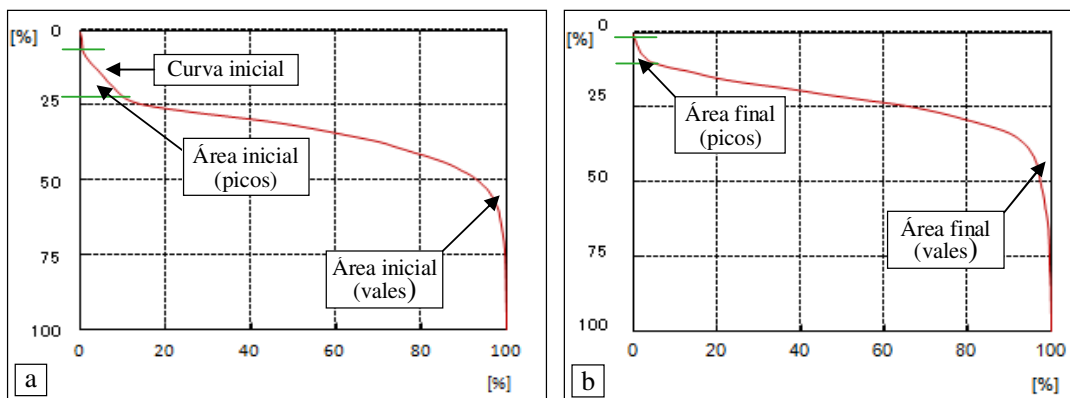 0
[%]
25
50
75
100
0
20
40
60
80
100
[%]
Curva inicial
Área inicial
(picos)
Área inicial
(vales)
a
0
[%]
25
50
75
100
0
20
40
60
80
100
[%]
Área final
(picos)
Área final
(vales)
b